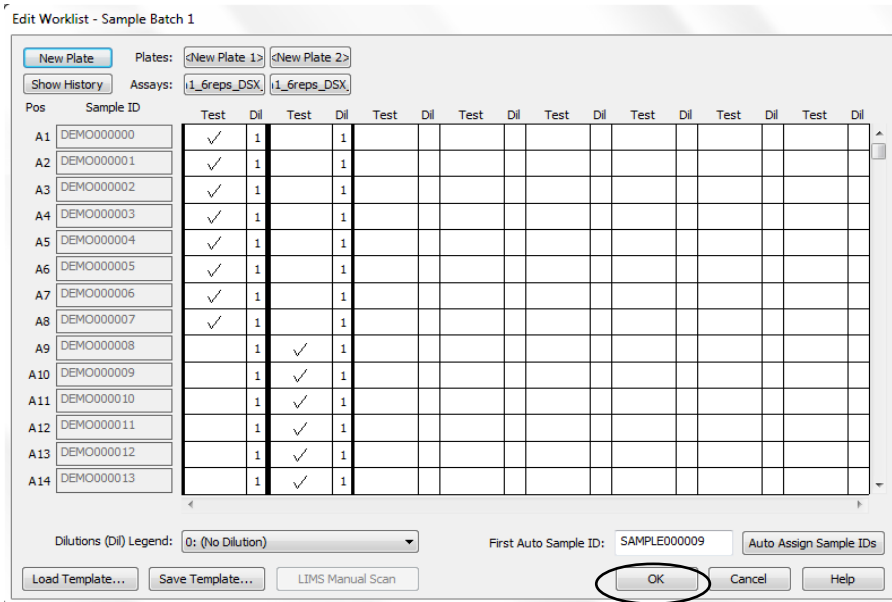 Edit Worklist - Sample Batch 1
New Plate Plates: <New Plate 1> <New Plate 2>
Show History Assays: ı1_6reps_DSX_ ı1_6reps_DSX_
Pos Sample ID Test Dil Test Dil Test Dil Test Dil Test Dil Test Dil Test Dil Test Dil
A1 DEMO000000 ✓ 1 1
A2 DEMO000001 ✓ 1 1
A3 DEMO000002 ✓ 1 1
A4 DEMO000003 ✓ 1 1
A5 DEMO000004 ✓ 1 1
A6 DEMO000005 ✓ 1 1
A7 DEMO000006 ✓ 1 1
A8 DEMO000007 ✓ 1 1
A9 DEMO000008 1 ✓ 1
A10 DEMO000009 1 ✓ 1
A11 DEMO000010 1 ✓ 1
A12 DEMO000011 1 ✓ 1
A13 DEMO000012 1 ✓ 1
A14 DEMO000013 1 ✓ 1
Dilutions (Dil) Legend: 0: (No Dilution) First Auto Sample ID: SAMPLE000009 Auto Assign Sample IDs
Load Template... Save Template... LIMS Manual Scan OK Cancel Help